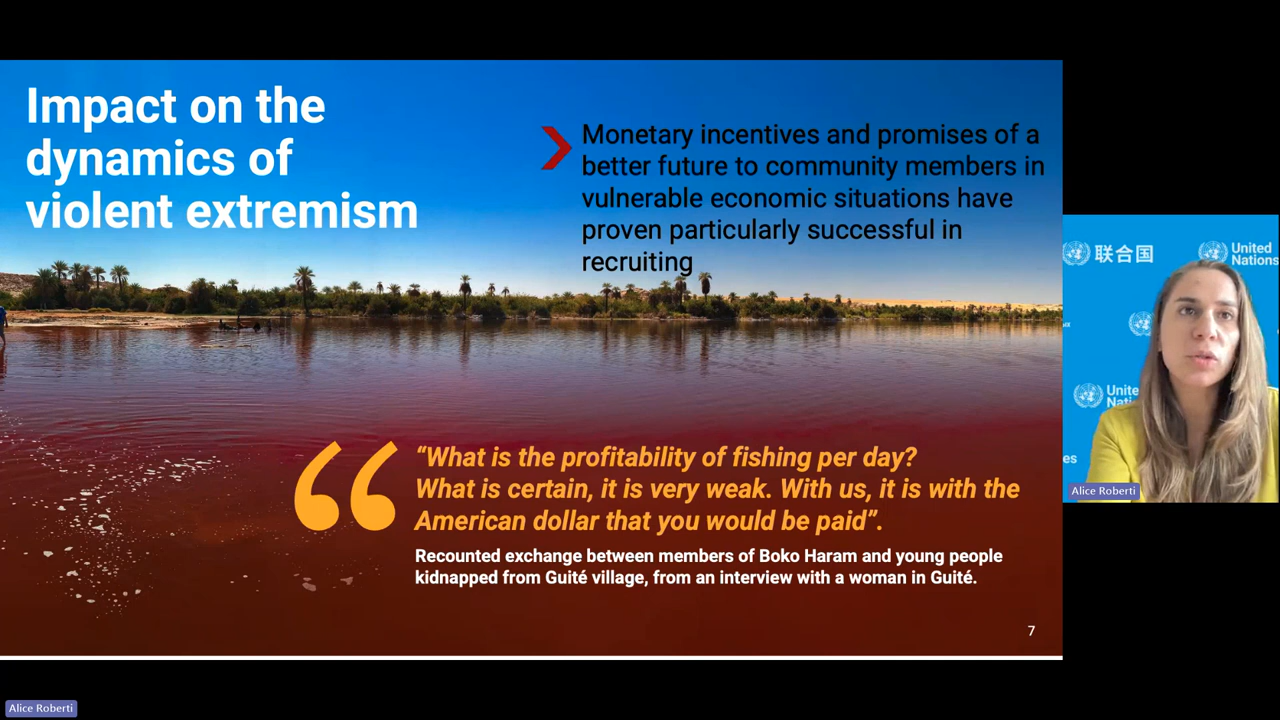 Impact on the
dynamics of
violent extremism
Monetary incentives and promises of a
better future to community members in
vulnerable economic situations have
proven particularly successful in
recruiting
“What is the profitability of fishing per day?
What is certain, it is very weak. With us, it is with the
American dollar that you would be paid”.
Recounted exchange between members of Boko Haram and young people
kidnapped from Guité village, from an interview with a woman in Guité.
7
联合国
United
Nations
United
es
Alice Roberti
Alice Roberti